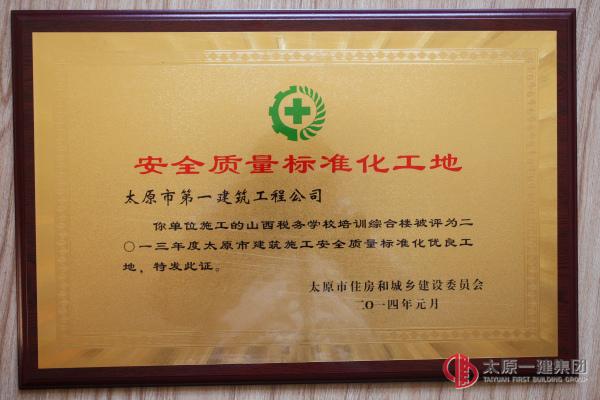 安全质量标准化工地
太原市第一建筑工程公司
你单位施工的山西税务学校培训综合楼被评为二
〇一三年度太原市建筑施工安全质量标准化优良工
地，特发此证。
太原市住房和城乡建设委员会
二〇一四年元月
太原一建集团
TAIYUAN FIRST BUILDING GROUP